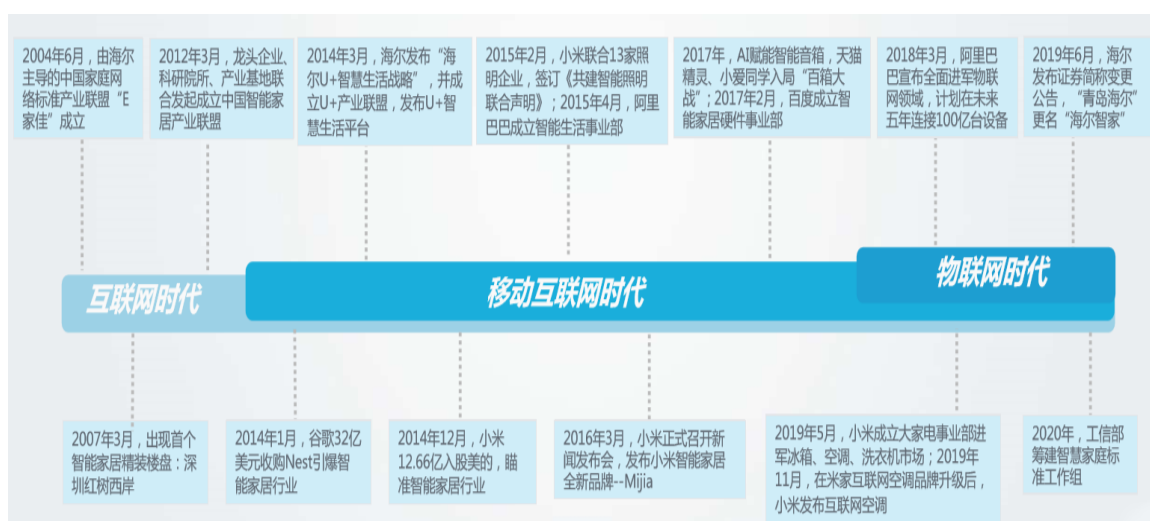 2004年6月，由海尔
主导的中国家庭网
络标准产业联盟“E
家佳”成立
2012年3月，龙头企业、
科研院所、产业基地联
合发起成立中国智能家
居产业联盟
2014年3月，海尔发布“海
尔U+智慧生活战略”，并成
立U+产业联盟，发布U+智
慧生活平台
2015年2月，小米联合13家照
明企业，签订《共建智能照明
联合声明》；2015年4月，阿里
巴巴成立智能生活事业部
2017年，AI赋能智能音箱，天猫
精灵、小爱同学入局“百箱大
战”；2017年2月，百度成立智
能家居硬件事业部
2018年3月，阿里巴
巴宣布全面进军物联
网领域，计划在未来
五年连接100亿台设备
2019年6月，海尔
发布证券简称变更
公告，“青岛海尔”
更名“海尔智家”
互联网时代
移动互联网时代
物联网时代
2007年3月，出现首个
智能家居精装楼盘：深
圳红树西岸
2014年1月，谷歌32亿
美元收购Nest引爆智
能家居行业
2014年12月，小米
12.66亿入股美的，瞄
准智能家居行业
2016年3月，小米正式召开新
闻发布会，发布小米智能家居
全新品牌--Mijia
2019年5月，小米成立大家电事业部进
军冰箱、空调、洗衣机市场；2019年
11月，在米家互联网空调品牌升级后，
小米发布互联网空调
2020年，工信部
筹建智慧家庭标
准工作组